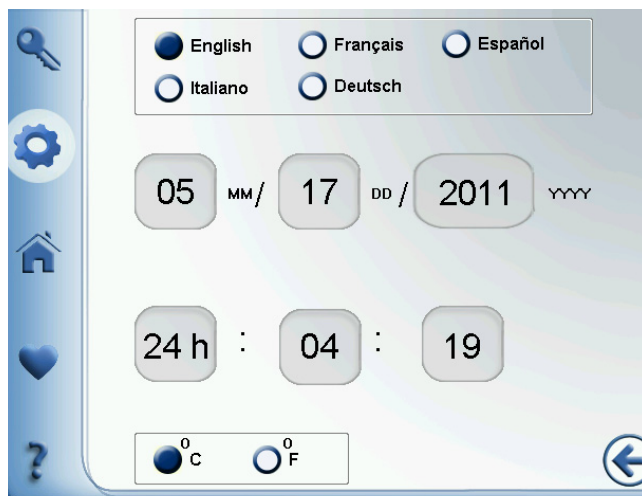 English Français Español
Italiano Deutsch
05 MM/ 17 DD / 2011 YYYY
24 h : 04 : 19
°C °F
?